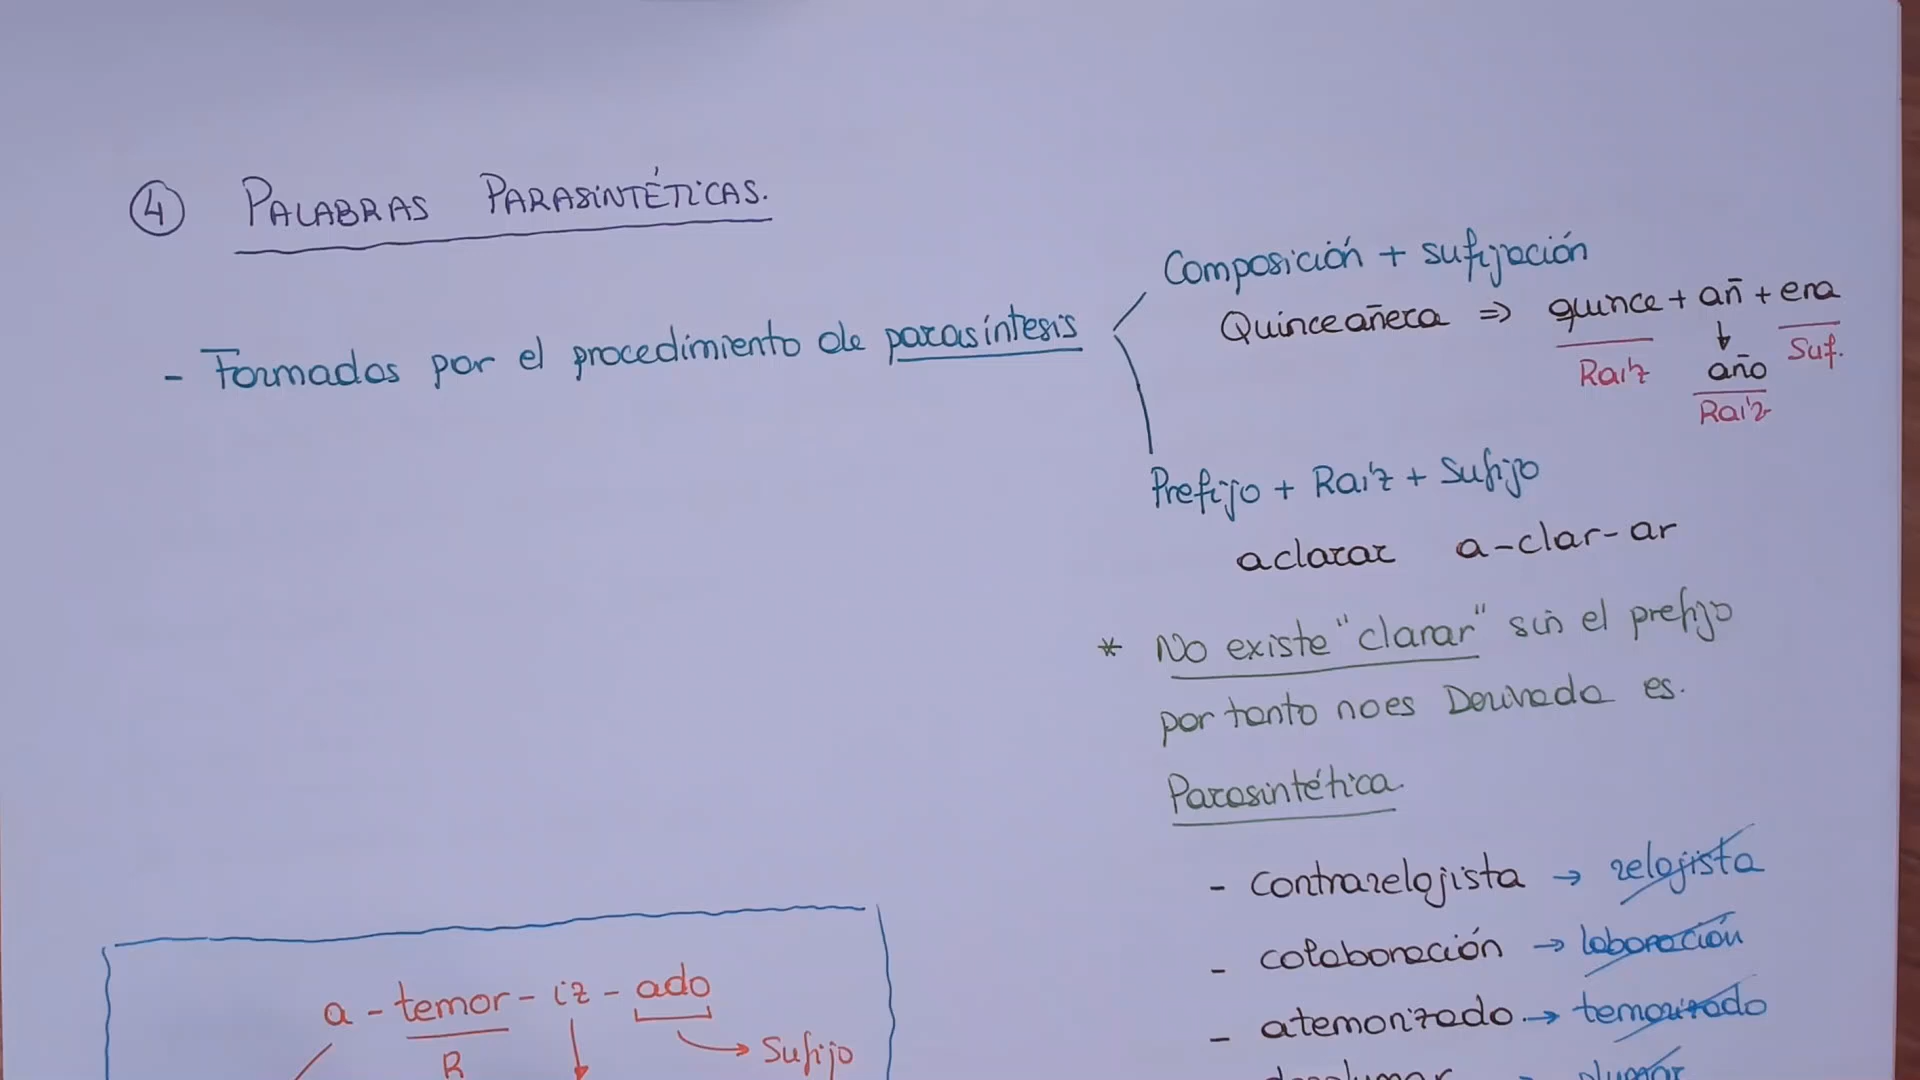 ④ PALABRAS PARASINTÉTICAS.
- Formadas por el procedimiento de parasíntesis
Composición + sufijación
Quinceañera ⇒ quince + añ + era
Raíz
año
Suf.
Raíz
Prefijo + Raíz + Sufijo
aclarar a-clar-ar
* No existe "clarar" sin el prefijo
por tanto no es Derivada es.
Parasintética.
- contrarelojista → relojista
- colaboración → laboración
- atemorizado → temorizado
plumar
a - temor - iz - ado
R
Sufijo